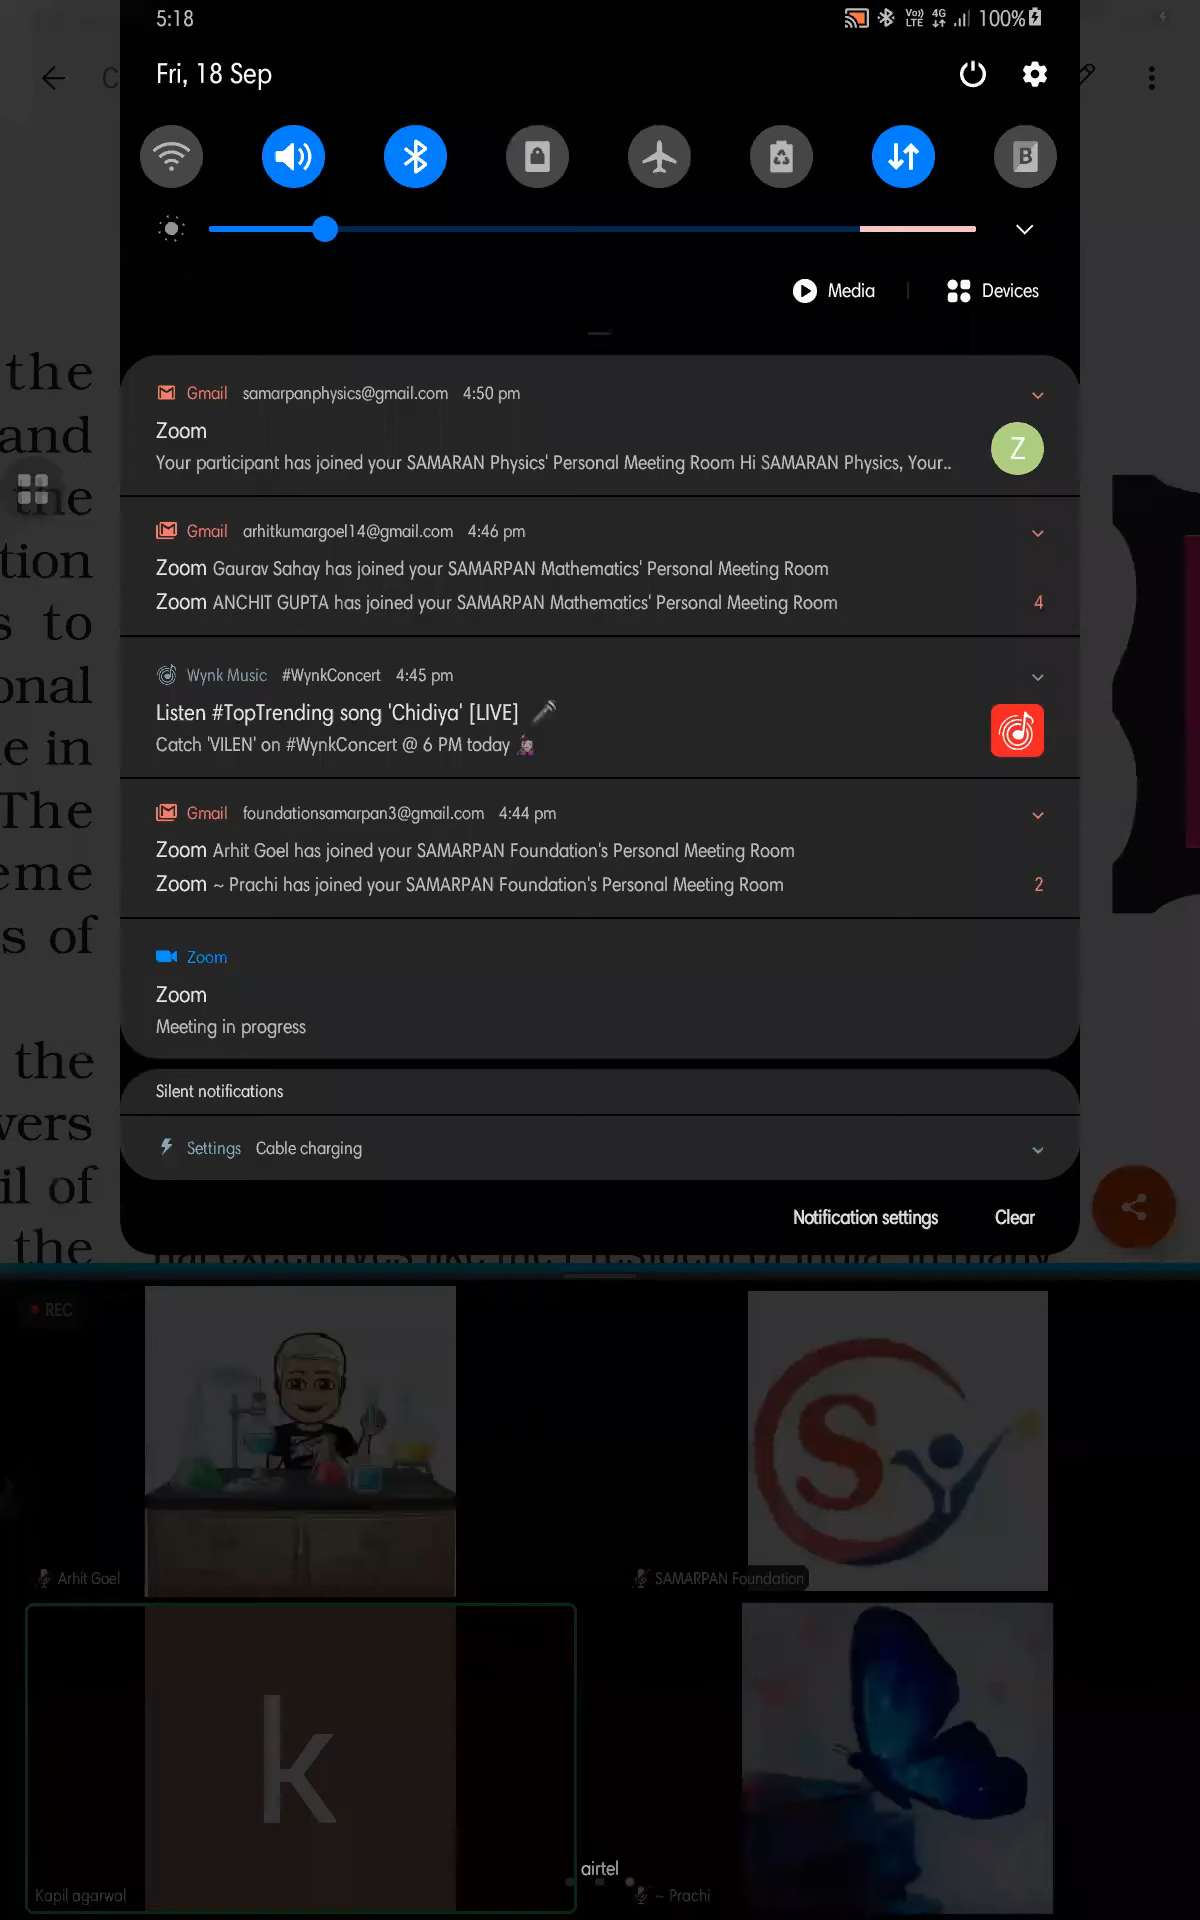 5:18
Vo)) LTE 4G 100%
Fri, 18 Sep
C
B
Media | Devices
the
and
the
tion
s to
onal
e in
The
eme
s of
the
vers
il of
the
Gmail samarpanphysics@gmail.com 4:50 pm
Zoom
Your participant has joined your SAMARAN Physics' Personal Meeting Room Hi SAMARAN Physics, Your..
Z
Gmail arhitkumargoel14@gmail.com 4:46 pm
Zoom Gaurav Sahay has joined your SAMARPAN Mathematics' Personal Meeting Room
Zoom ANCHIT GUPTA has joined your SAMARPAN Mathematics' Personal Meeting Room 4
Wynk Music #WynkConcert 4:45 pm
Listen #TopTrending song 'Chidiya' [LIVE] 🎤
Catch 'VILEN' on #WynkConcert @ 6 PM today 👩🏼‍🎤
Gmail foundationsamarpan3@gmail.com 4:44 pm
Zoom Arhit Goel has joined your SAMARPAN Foundation's Personal Meeting Room
Zoom ~ Prachi has joined your SAMARPAN Foundation's Personal Meeting Room 2
Zoom
Zoom
Meeting in progress
Silent notifications
Settings Cable charging
Notification settings Clear
REC
S
Arhit Goel
SAMARPAN Foundation
k
airtel
Kapil agarwal
~ Prachi